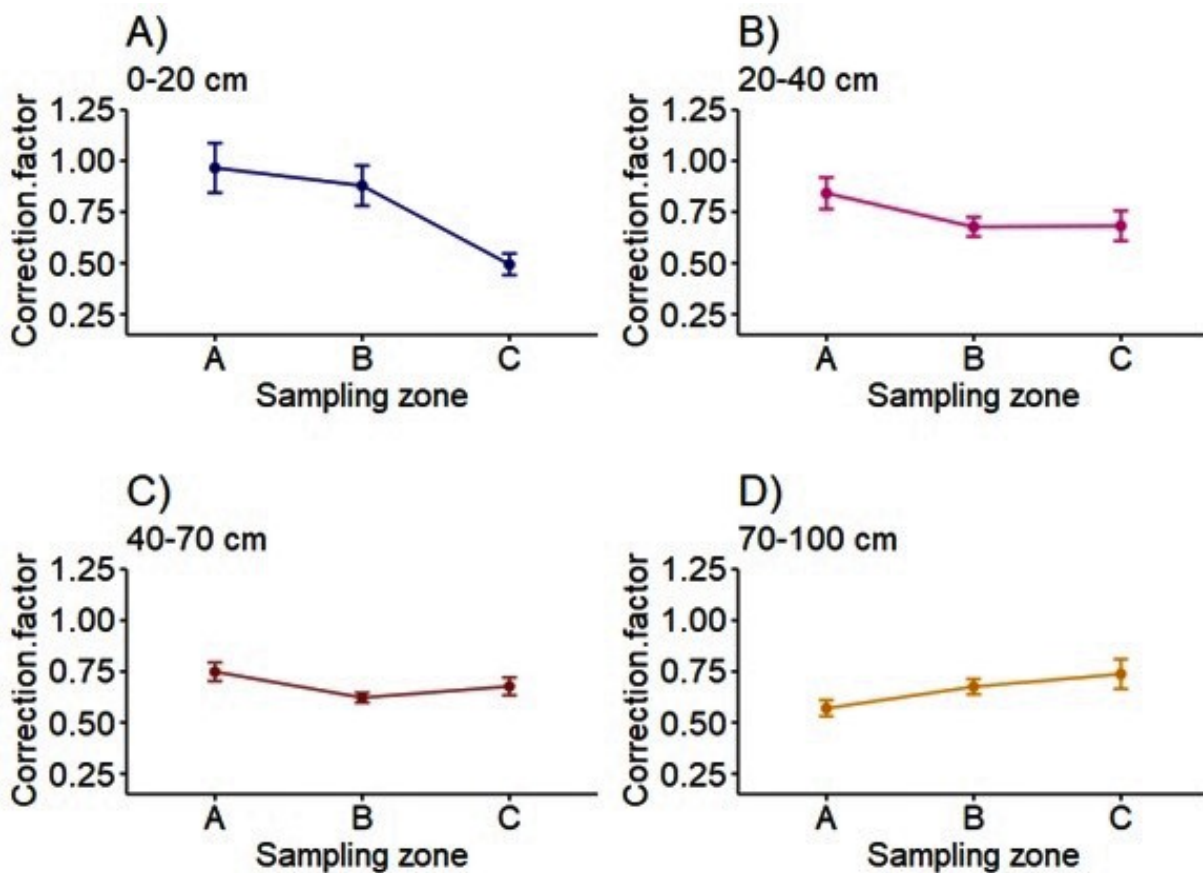 A)
0-20 cm
Correction.factor
1.25
1.00
0.75
0.50
0.25
A B C
Sampling zone
B)
20-40 cm
Correction.factor
1.25
1.00
0.75
0.50
0.25
A B C
Sampling zone
C)
40-70 cm
Correction.factor
1.25
1.00
0.75
0.50
0.25
A B C
Sampling zone
D)
70-100 cm
Correction.factor
1.25
1.00
0.75
0.50
0.25
A B C
Sampling zone